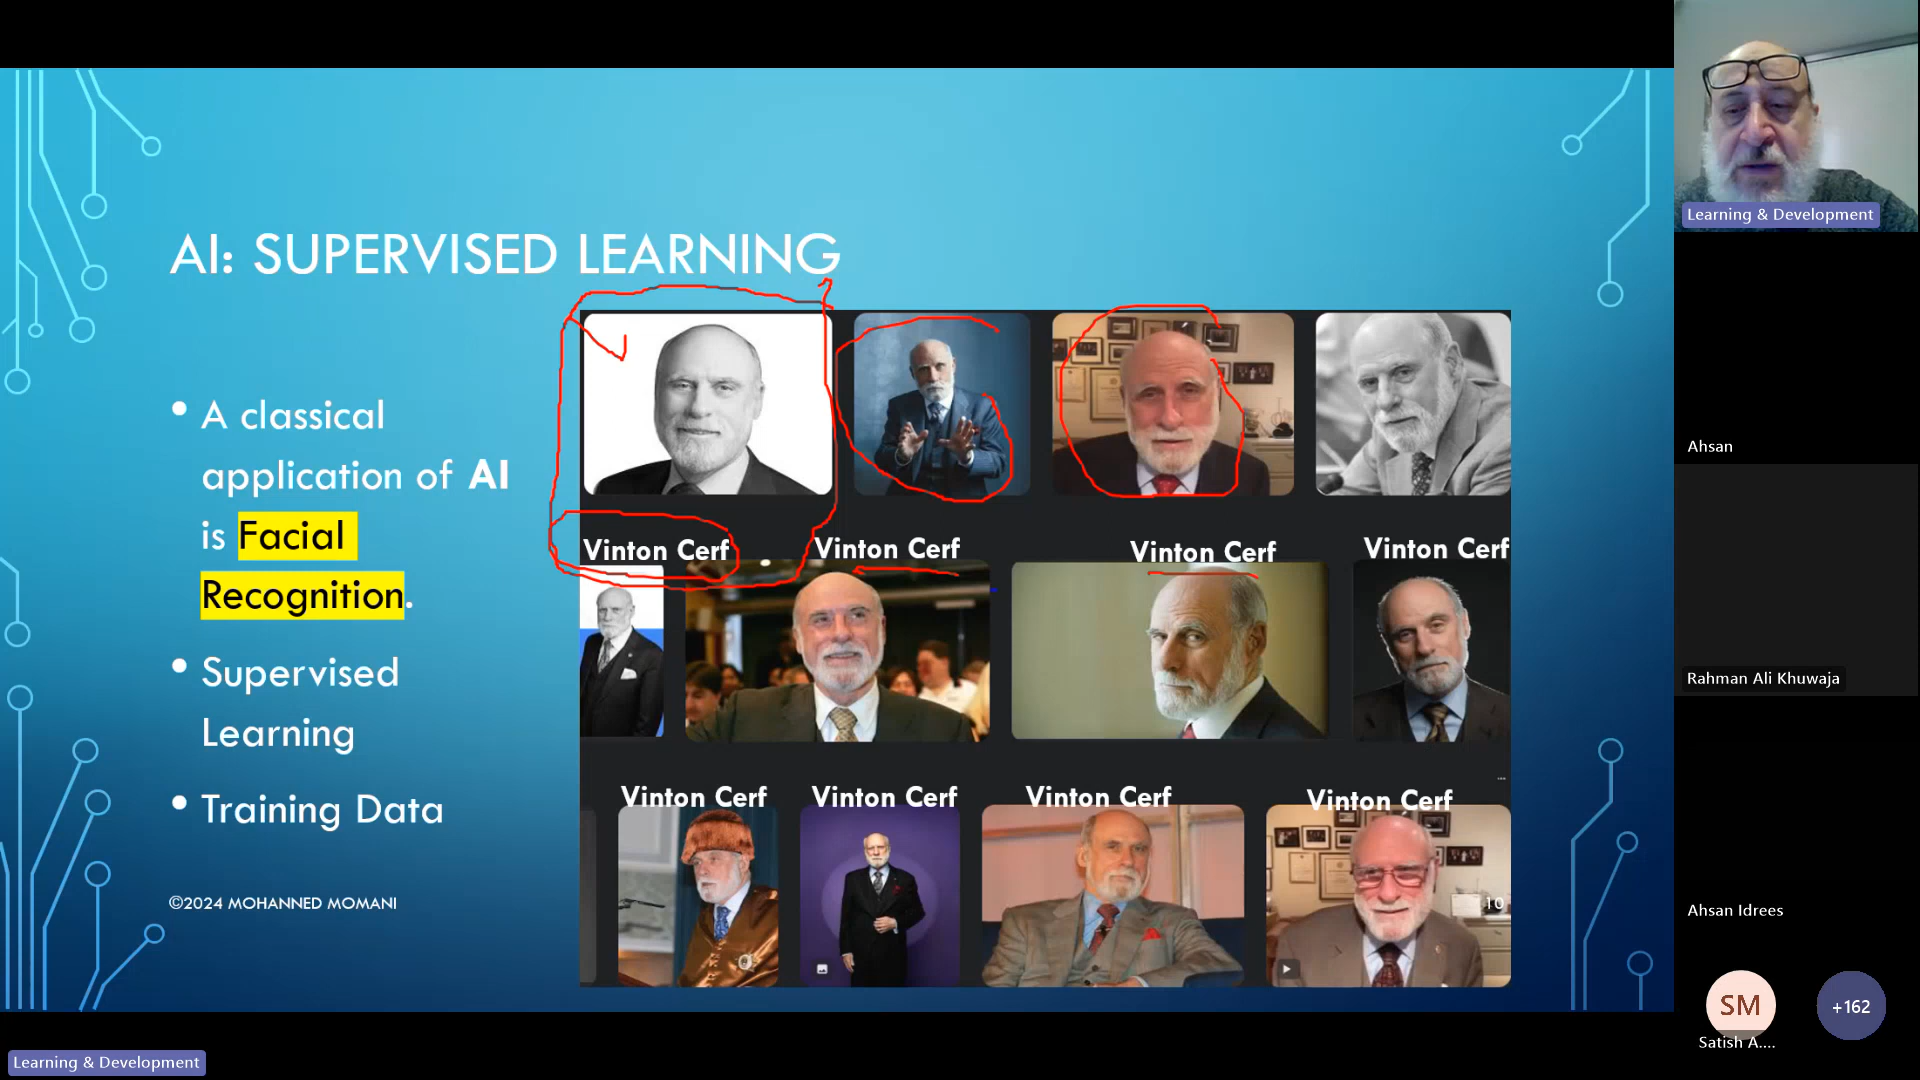 AI: SUPERVISED LEARNING
• A classical
application of AI
is Facial
Recognition.
• Supervised
Learning
• Training Data
©2024 MOHANNED MOMANI
Vinton Cerf
Vinton Cerf
Vinton Cerf
Vinton Cerf
Vinton Cerf
Vinton Cerf
Vinton Cerf
Vinton Cerf
10
Learning & Development
Ahsan
Rahman Ali Khuwaja
Ahsan Idrees
SM
Satish A....
+162
Learning & Development